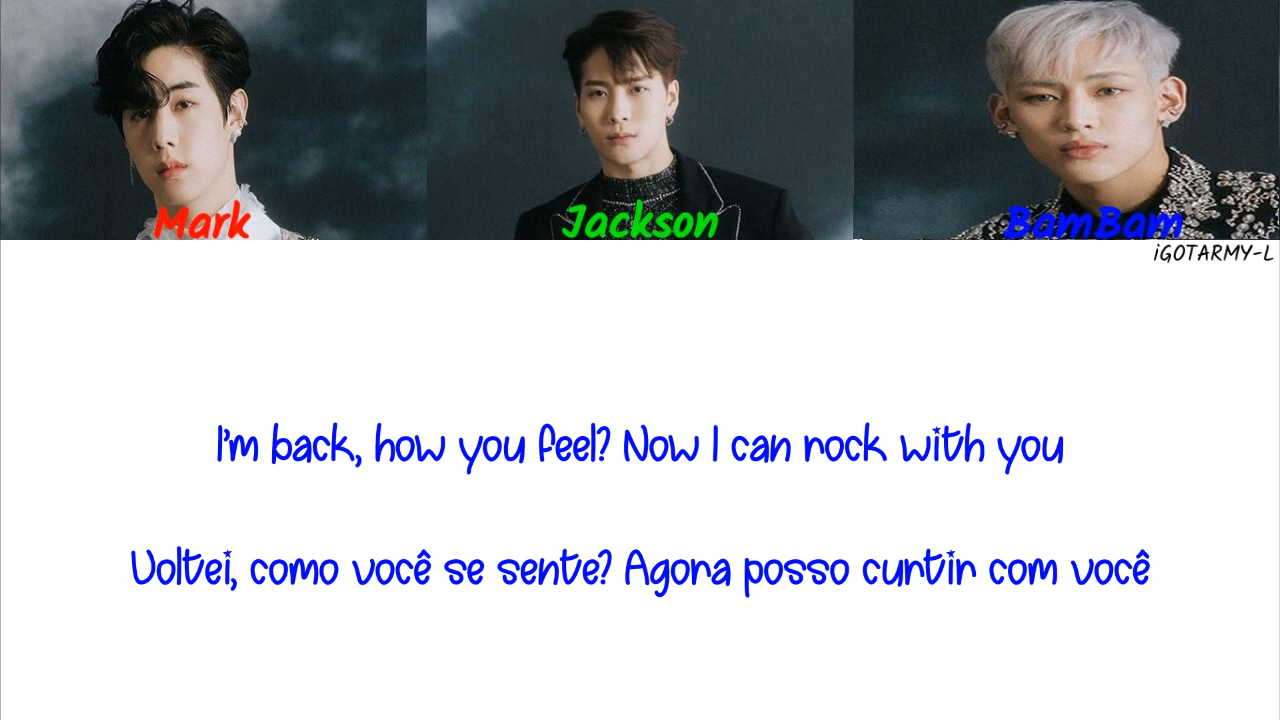 Mark
Jackson
BamBam
iGOTARMY-L
I'm back, how you feel? Now I can rock with you
Voltei, como você se sente? Agora posso curtir com você